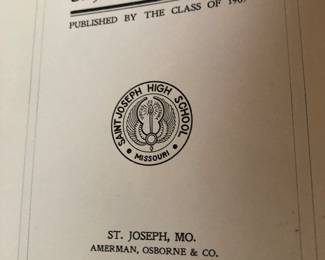 PUBLISHED BY THE CLASS OF
SAINT JOSEPH HIGH SCHOOL
• MISSOURI •
ST. JOSEPH, MO.
AMERMAN, OSBORNE & CO.